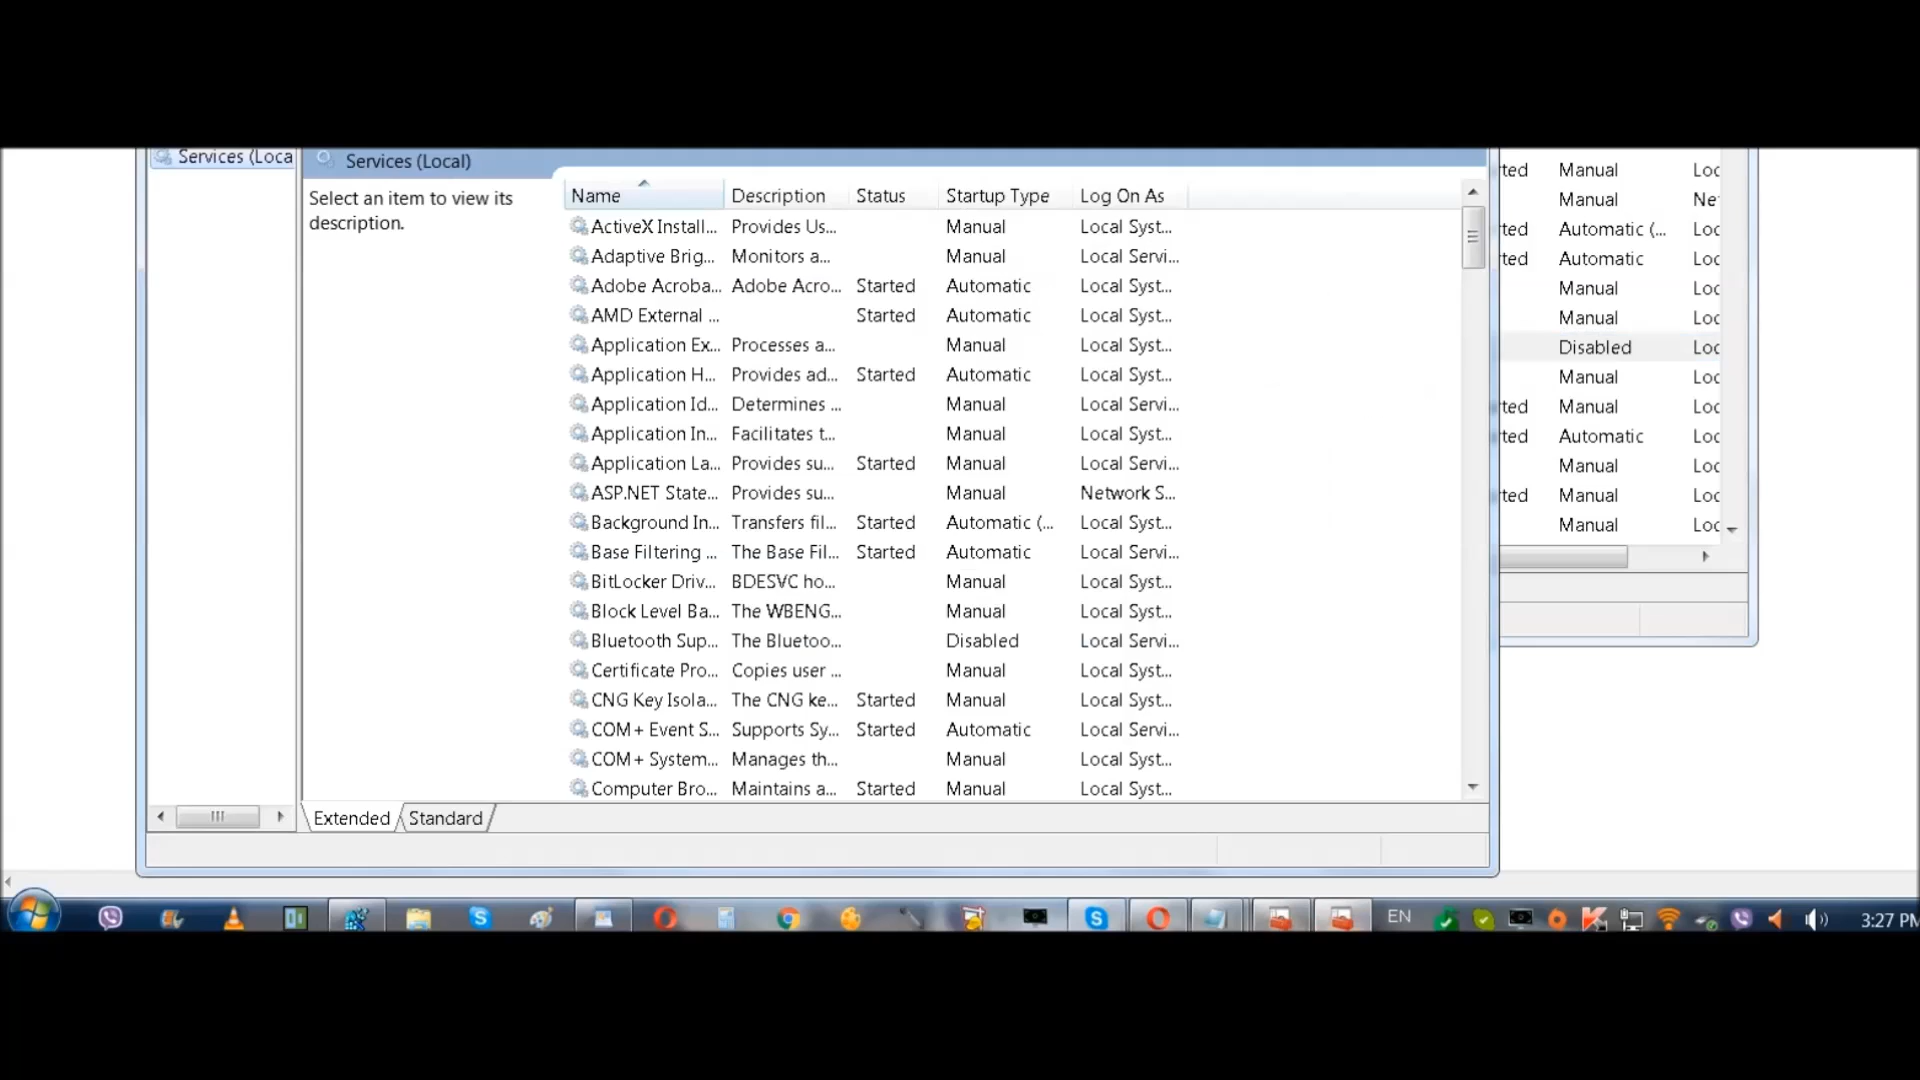 Services (Loca
Services (Local)
Select an item to view its
description.
Name Description Status Startup Type Log On As
ActiveX Install... Provides Us... Manual Local Syst...
Adaptive Brig... Monitors a... Manual Local Servi...
Adobe Acroba... Adobe Acro... Started Automatic Local Syst...
AMD External ... Started Automatic Local Syst...
Application Ex... Processes a... Manual Local Syst...
Application H... Provides ad... Started Automatic Local Syst...
Application Id... Determines ... Manual Local Servi...
Application In... Facilitates t... Manual Local Syst...
Application La... Provides su... Started Manual Local Servi...
ASP.NET State... Provides su... Manual Network S...
Background In... Transfers fil... Started Automatic (... Local Syst...
Base Filtering ... The Base Fil... Started Automatic Local Servi...
BitLocker Driv... BDESVC ho... Manual Local Syst...
Block Level Ba... The WBENG... Manual Local Syst...
Bluetooth Sup... The Bluetoo... Disabled Local Servi...
Certificate Pro... Copies user ... Manual Local Syst...
CNG Key Isola... The CNG ke... Started Manual Local Syst...
COM+ Event S... Supports Sy... Started Automatic Local Servi...
COM+ System... Manages th... Manual Local Syst...
Computer Bro... Maintains a... Started Manual Local Syst...
Extended Standard
rted Manual Loc
Manual Ne
rted Automatic (... Loc
rted Automatic Loc
Manual Loc
Manual Loc
Disabled Loc
Manual Loc
rted Manual Loc
rted Automatic Loc
Manual Loc
rted Manual Loc
Manual Loc
EN
3:27 PM